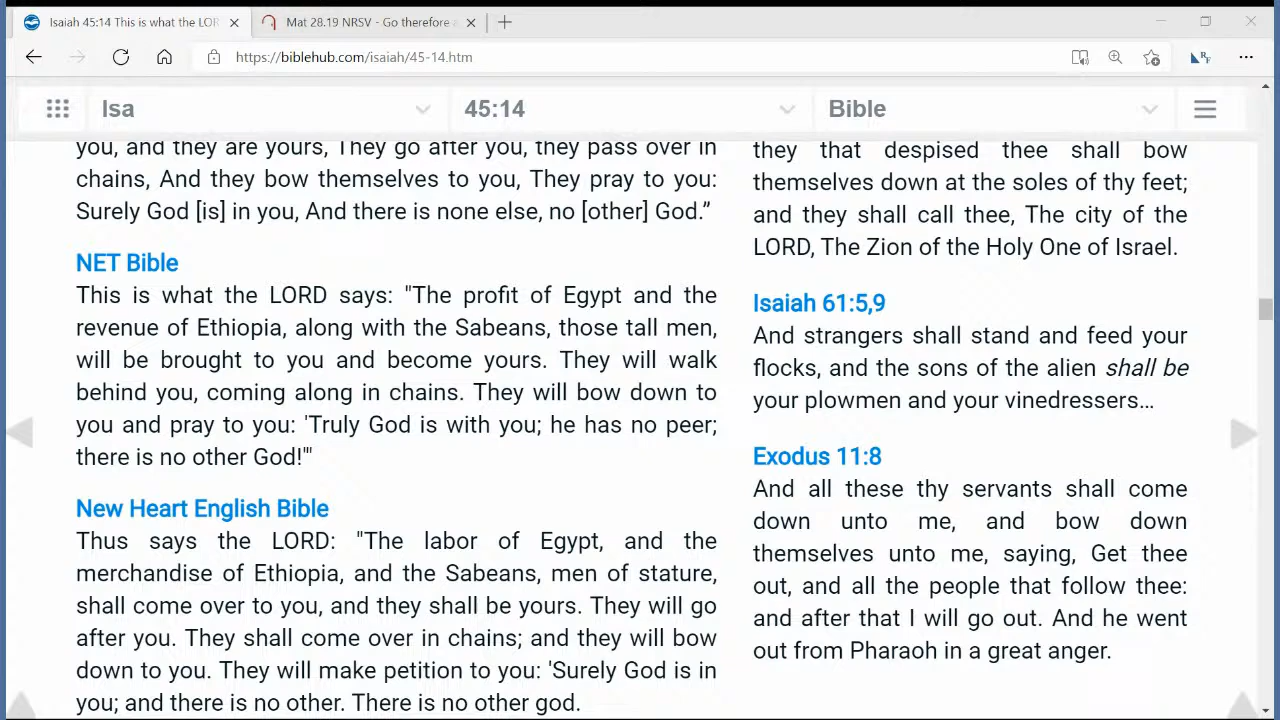 Isaiah 45:14 This is what the LOR
Mat 28.19 NRSV - Go therefore a
https://biblehub.com/isaiah/45-14.htm
Isa
45:14
Bible
you, and they are yours, They go after you, they pass over in
chains, And they bow themselves to you, They pray to you:
Surely God [is] in you, And there is none else, no [other] God.”
NET Bible
This is what the LORD says: "The profit of Egypt and the
revenue of Ethiopia, along with the Sabeans, those tall men,
will be brought to you and become yours. They will walk
behind you, coming along in chains. They will bow down to
you and pray to you: 'Truly God is with you; he has no peer;
there is no other God!'"
New Heart English Bible
Thus says the LORD: "The labor of Egypt, and the
merchandise of Ethiopia, and the Sabeans, men of stature,
shall come over to you, and they shall be yours. They will go
after you. They shall come over in chains; and they will bow
down to you. They will make petition to you: 'Surely God is in
you; and there is no other. There is no other god.
they that despised thee shall bow
themselves down at the soles of thy feet;
and they shall call thee, The city of the
LORD, The Zion of the Holy One of Israel.
Isaiah 61:5,9
And strangers shall stand and feed your
flocks, and the sons of the alien shall be
your plowmen and your vinedressers…
Exodus 11:8
And all these thy servants shall come
down unto me, and bow down
themselves unto me, saying, Get thee
out, and all the people that follow thee:
and after that I will go out. And he went
out from Pharaoh in a great anger.